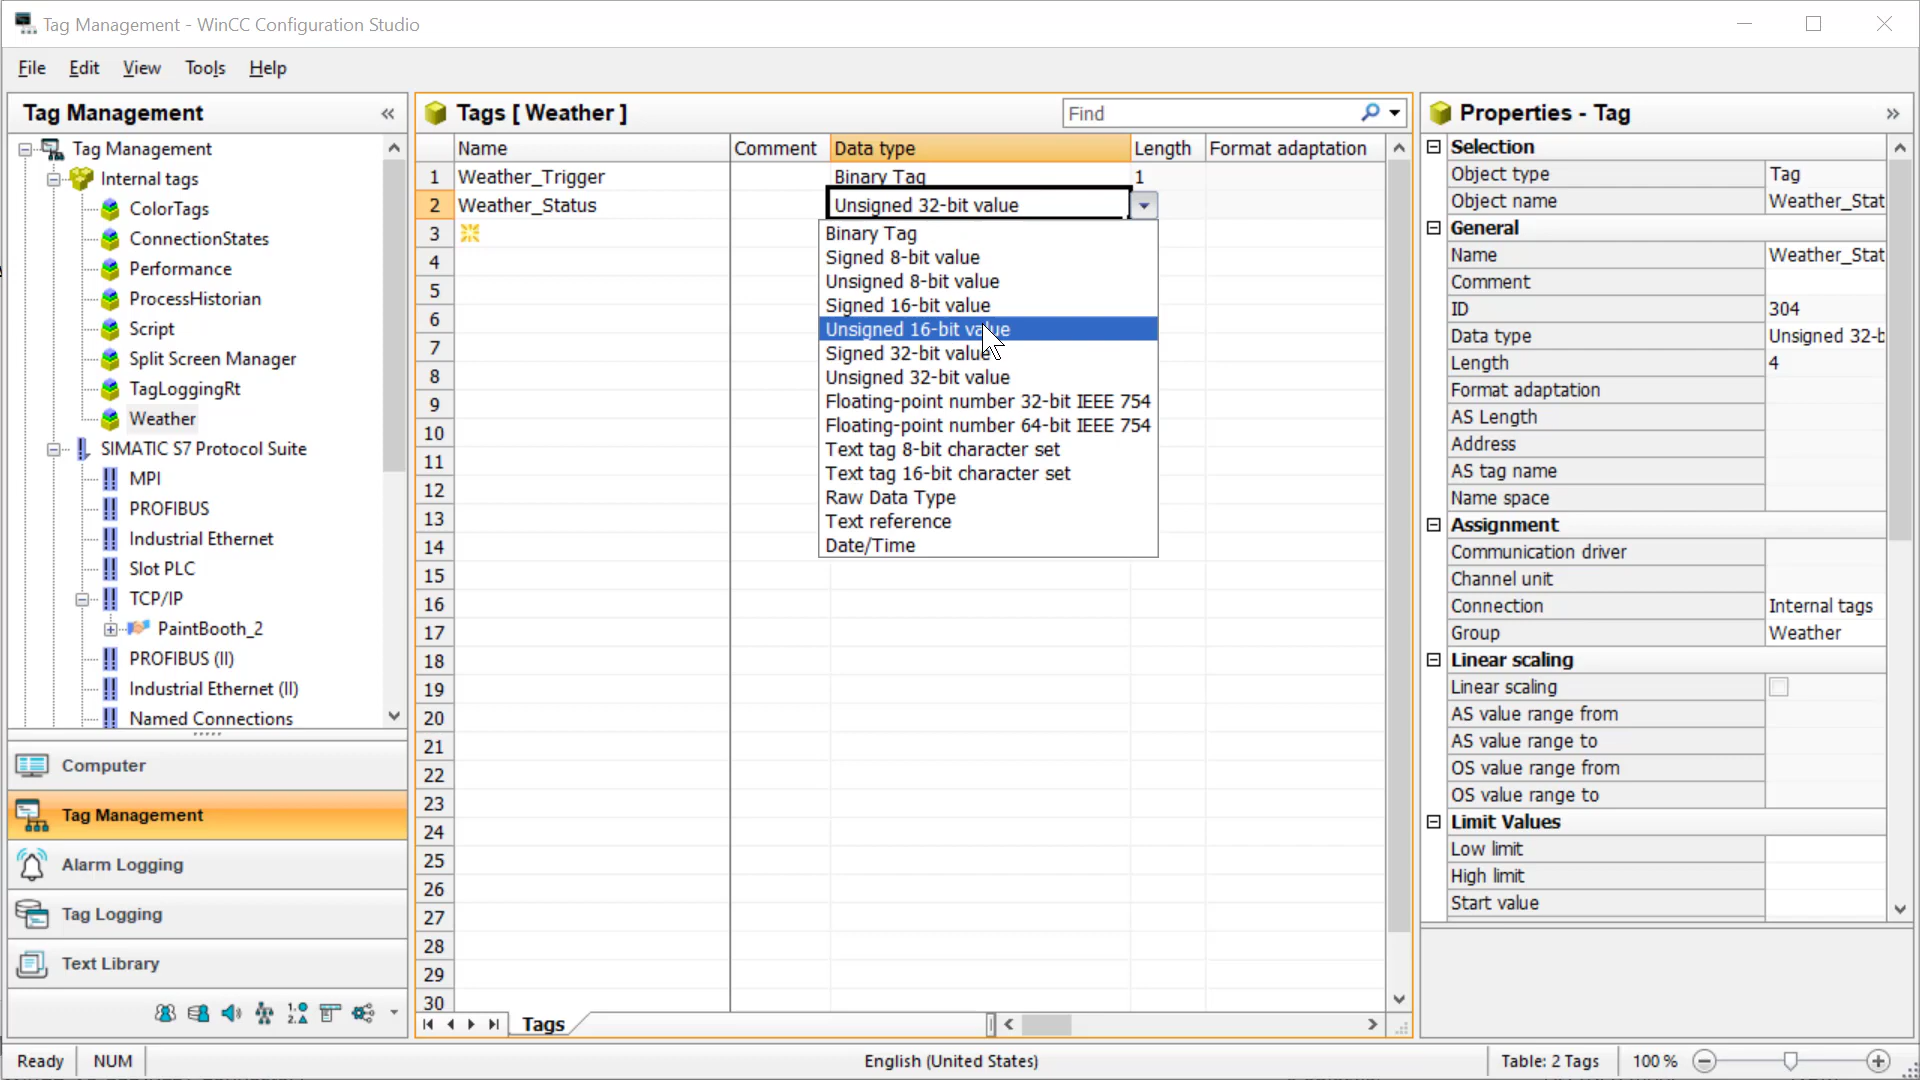 Tag Management - WinCC Configuration Studio
File Edit View Tools Help
Tag Management «
Tag Management
Internal tags
ColorTags
ConnectionStates
Performance
ProcessHistorian
Script
Split Screen Manager
TagLoggingRt
Weather
SIMATIC S7 Protocol Suite
MPI
PROFIBUS
Industrial Ethernet
Slot PLC
TCP/IP
PaintBooth_2
PROFIBUS (II)
Industrial Ethernet (II)
Named Connections
Computer
Tag Management
Alarm Logging
Tag Logging
Text Library
Tags [ Weather ] Find
Name Comment Data type Length Format adaptation
1 Weather_Trigger Binary Tag 1
2 Weather_Status Unsigned 32-bit value
3
4
5
6
7
8
9
10
11
12
13
14
15
16
17
18
19
20
21
22
23
24
25
26
27
28
29
30
Binary Tag
Signed 8-bit value
Unsigned 8-bit value
Signed 16-bit value
Unsigned 16-bit value
Signed 32-bit value
Unsigned 32-bit value
Floating-point number 32-bit IEEE 754
Floating-point number 64-bit IEEE 754
Text tag 8-bit character set
Text tag 16-bit character set
Raw Data Type
Text reference
Date/Time
Tags
Properties - Tag »
Selection
Object type Tag
Object name Weather_Stat
General
Name Weather_Stat
Comment
ID 304
Data type Unsigned 32-b
Length 4
Format adaptation
AS Length
Address
AS tag name
Name space
Assignment
Communication driver
Channel unit
Connection Internal tags
Group Weather
Linear scaling
Linear scaling
AS value range from
AS value range to
OS value range from
OS value range to
Limit Values
Low limit
High limit
Start value
Ready NUM English (United States) Table: 2 Tags 100 %